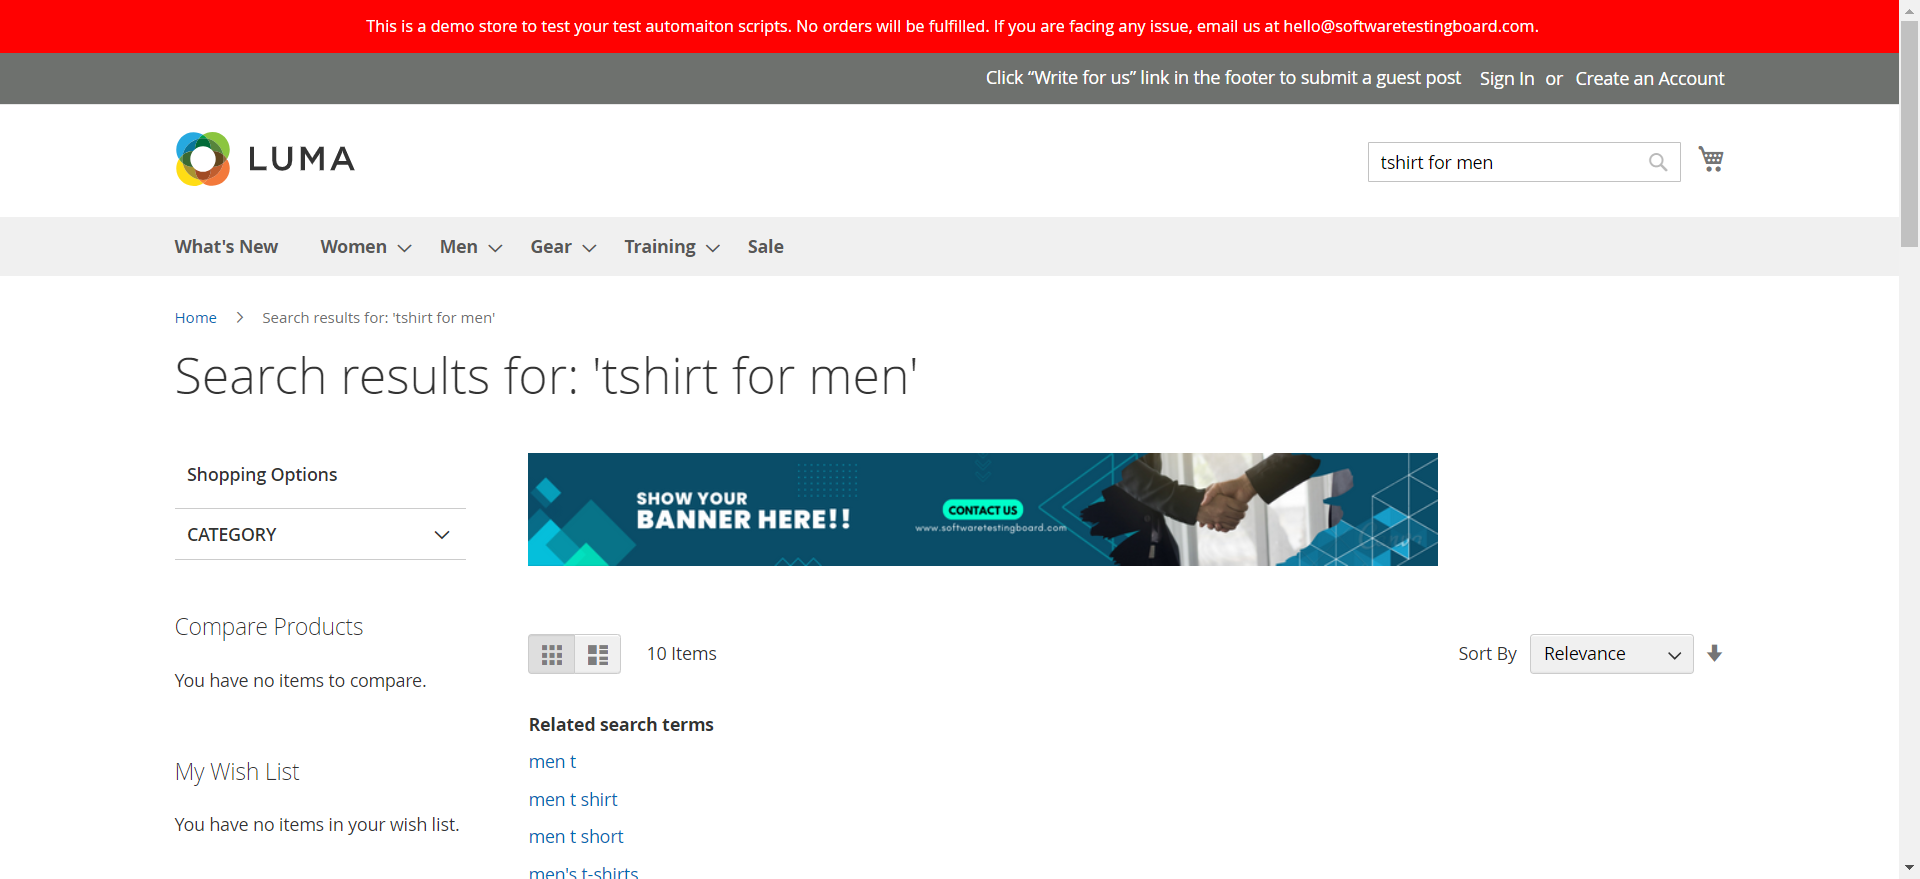 This is a demo store to test your test automaiton scripts. No orders will be fulfilled. If you are facing any issue, email us at hello@softwaretestingboard.com.
Click “Write for us” link in the footer to submit a guest post Sign In or Create an Account
LUMA
tshirt for men
What's New Women Men Gear Training Sale
Home Search results for: 'tshirt for men'
Search results for: 'tshirt for men'
Shopping Options
CATEGORY
SHOW YOUR
BANNER HERE!!
CONTACT US
www.softwaretestingboard.com
Compare Products
You have no items to compare.
10 Items
Sort By Relevance
My Wish List
You have no items in your wish list.
Related search terms
men t
men t shirt
men t short
men's t-shirts